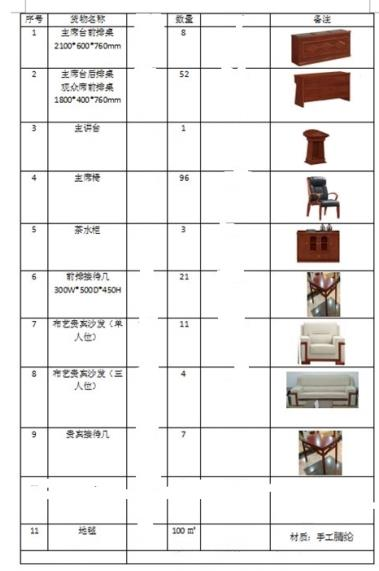 序号 货物名称 数量 备注
1 主席台前排桌 8
2100*600*760mm
2 主席台后排桌 52
观众席前排桌
1800*400*760mm
3 主讲台 1
4 主席椅 96
5 茶水柜 3
6 前排接待几 21
300W*500D*450H
7 布艺贵宾沙发（单 11
人位）
8 布艺贵宾沙发（三 4
人位）
9 贵宾接待几 7
11 地毯 100 ㎡ 材质：手工腈纶